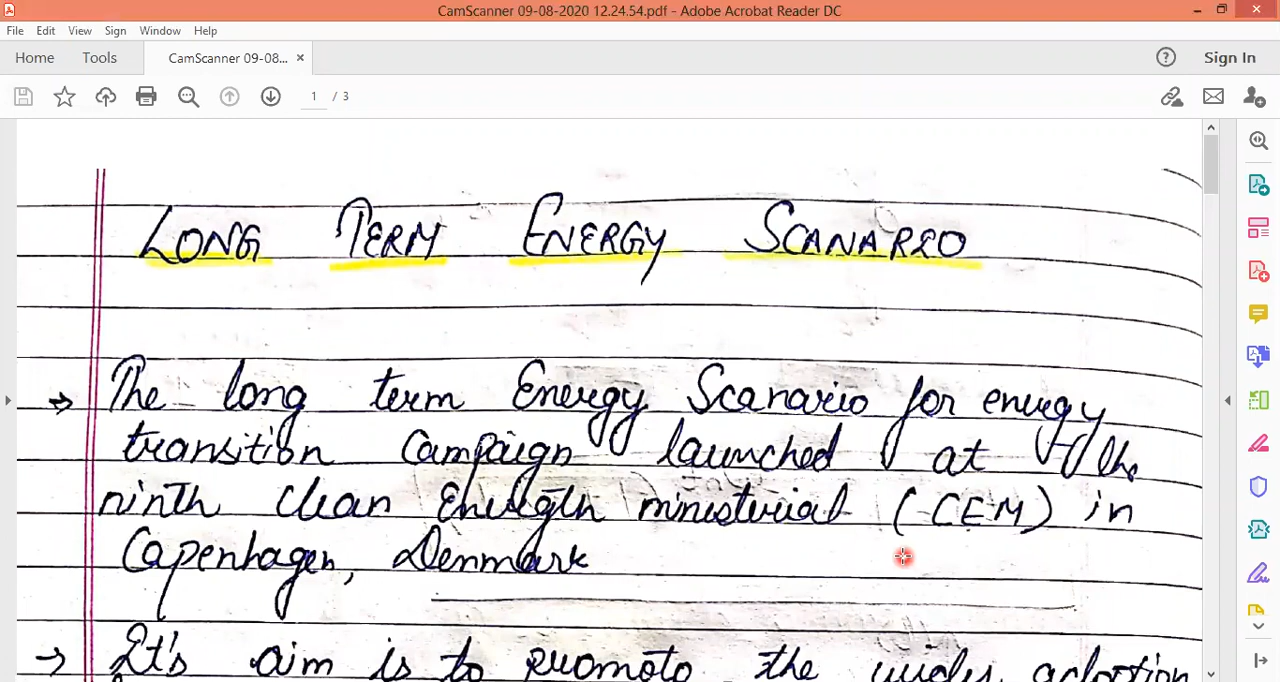 CamScanner 09-08-2020 12.24.54.pdf - Adobe Acrobat Reader DC
File Edit View Sign Window Help
Home Tools CamScanner 09-08... × Sign In
1 / 3
LONG TERM ENERGY SCANARIO
→ The long term Energy Scanario for energy
transition Campaign launched at the
ninth clean Energth ministerial (CEM) in
Capenhagen, Denmark
→ It's aim is to promote the wider adoption